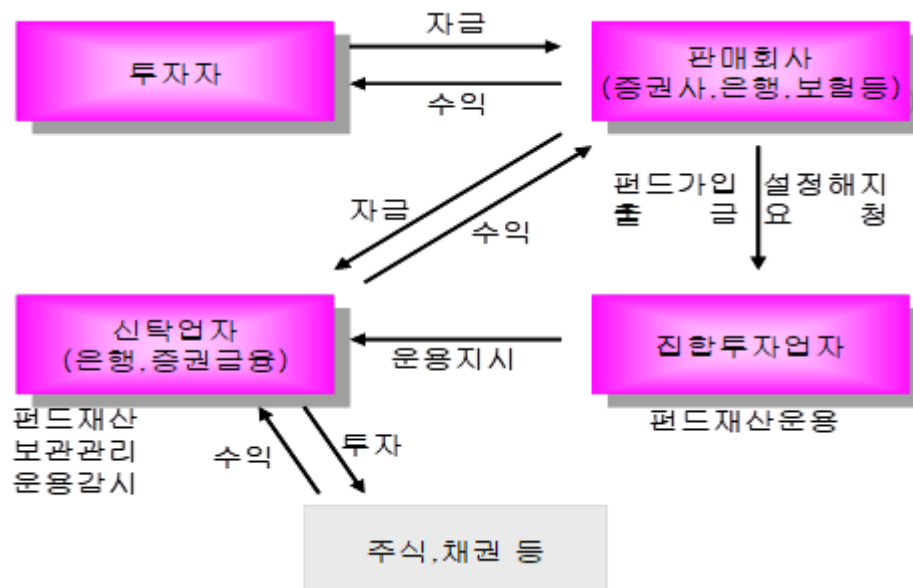 자금
투자자
판매회사
(증권사,은행,보험등)
수익
펀드가입 설정해지
출 금 요 청
자금
수익
신탁업자
(은행,증권금융)
운용지시
집합투자업자
펀드재산
보관관리
운용감시
펀드재산운용
수익
투자
주식,채권 등